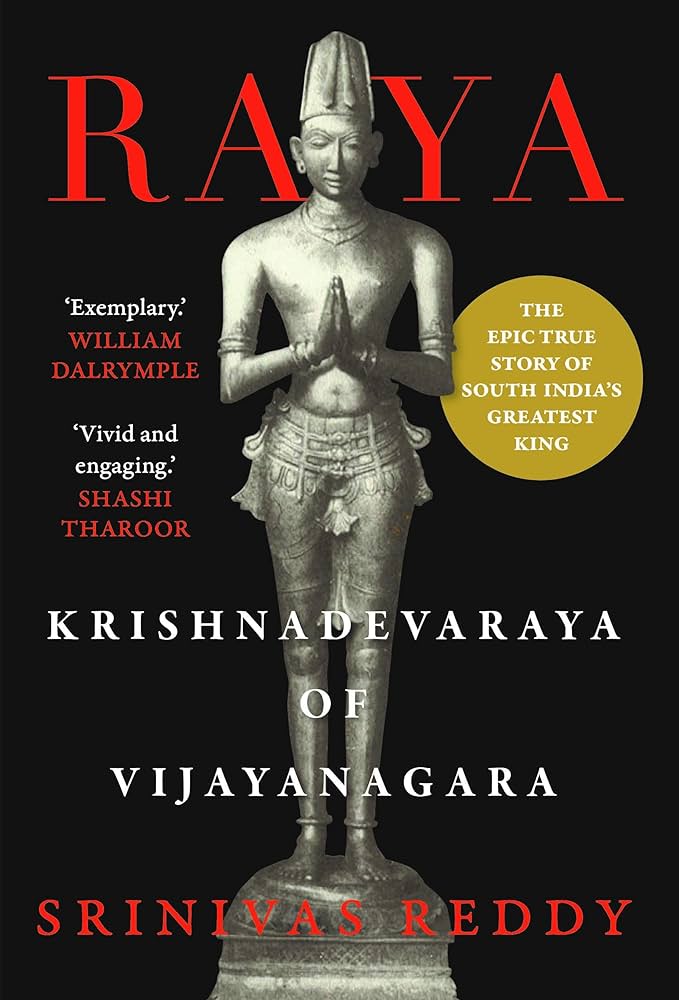 RAYA
‘Exemplary.’
WILLIAM
DALRYMPLE
‘Vivid and
engaging.’
SHASHI
THAROOR
THE
EPIC TRUE
STORY OF
SOUTH INDIA’S
GREATEST
KING
KRISHNADEVARAYA
OF
VIJAYANAGARA
SRINIVAS REDDY